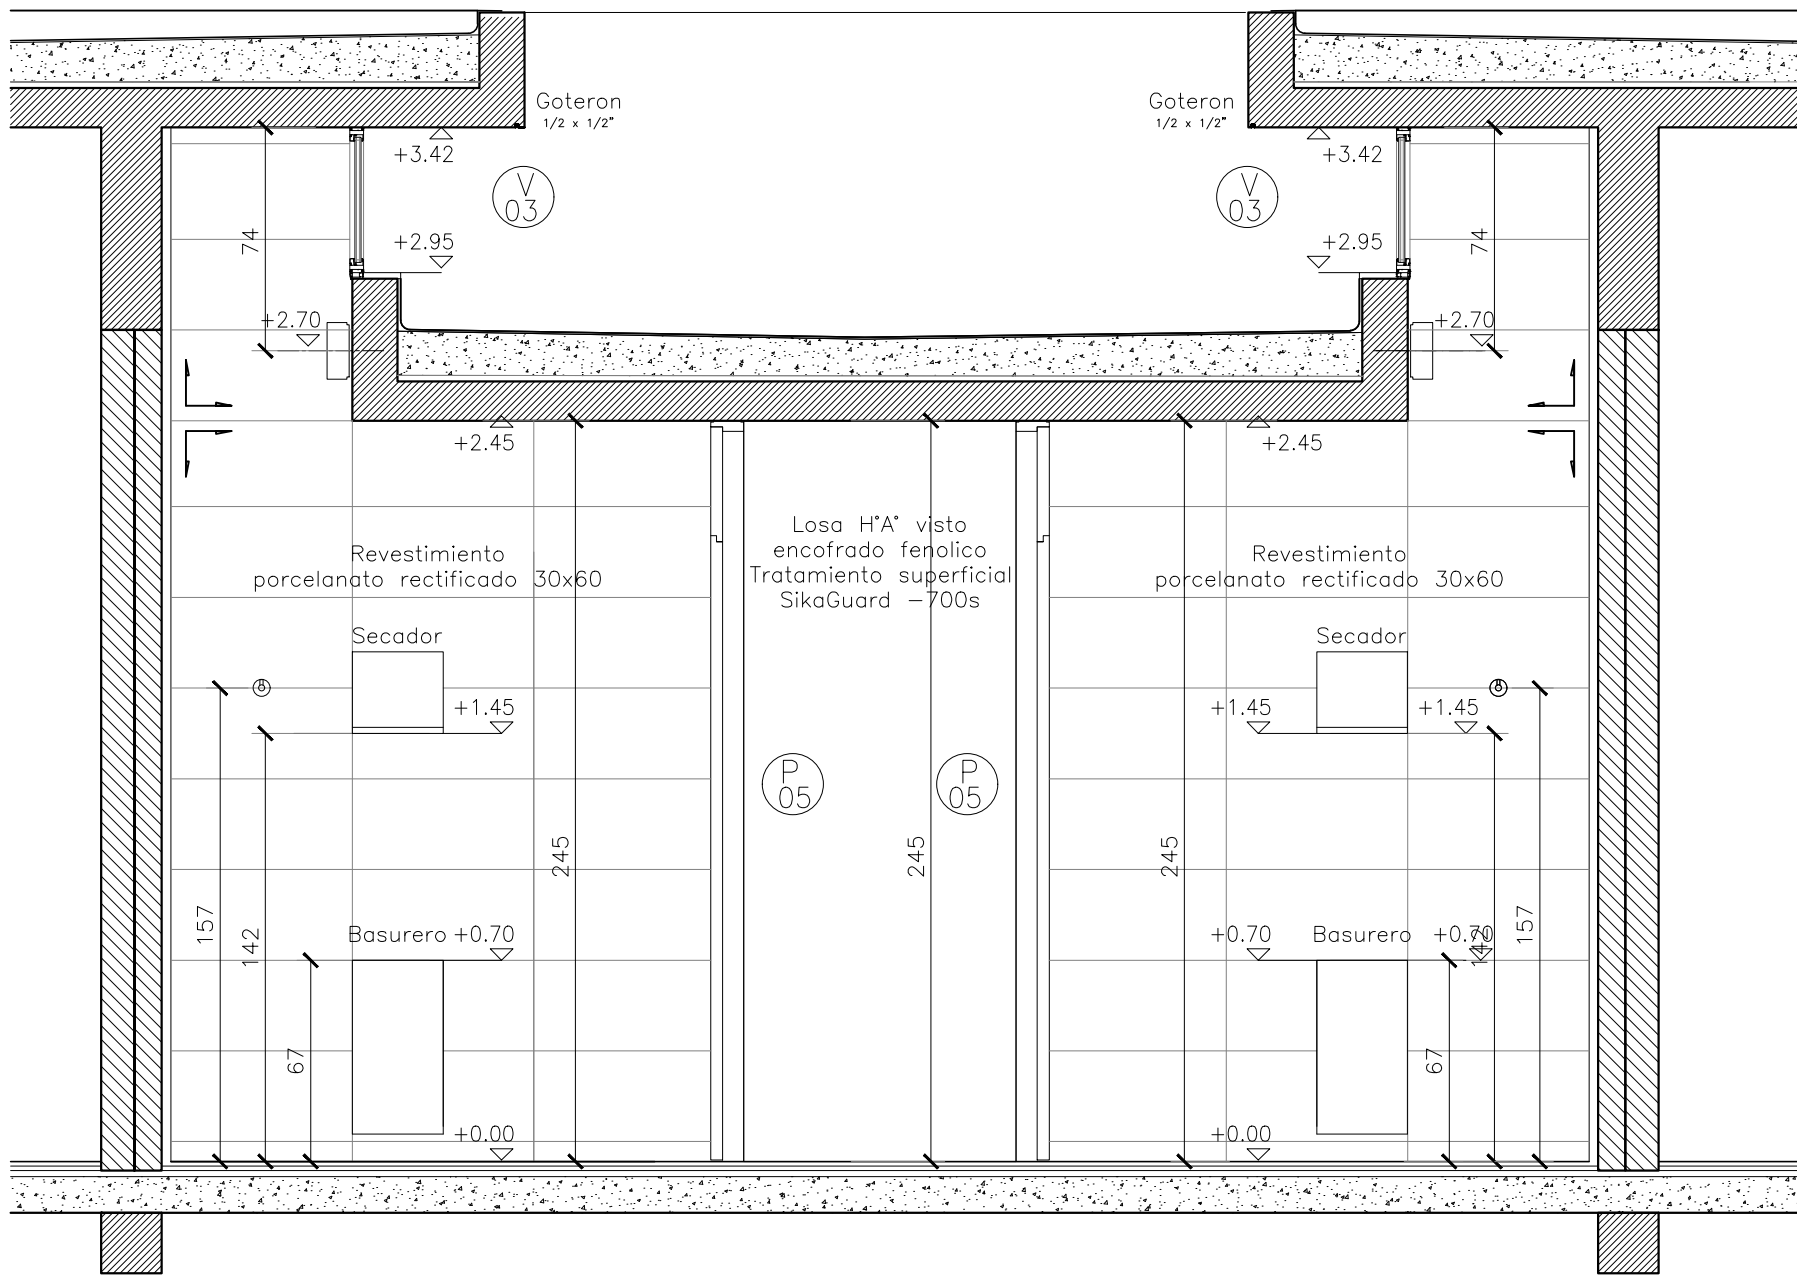 Goteron
1/2 x 1/2"
Goteron
1/2 x 1/2"
+3.42
+3.42
V
03
V
03
74
+2.95
+2.95
74
+2.70
+2.70
+2.45
+2.45
Losa H°A° visto
encofrado fenolico
Tratamiento superficial
SikaGuard -700s
Revestimiento
porcelanato rectificado 30x60
Revestimiento
porcelanato rectificado 30x60
Secador
Secador
+1.45
+1.45
+1.45
P
05
P
05
245
245
245
157
142
Basurero +0.70
+0.70
Basurero
+0.70
142
157
67
67
+0.00
+0.00